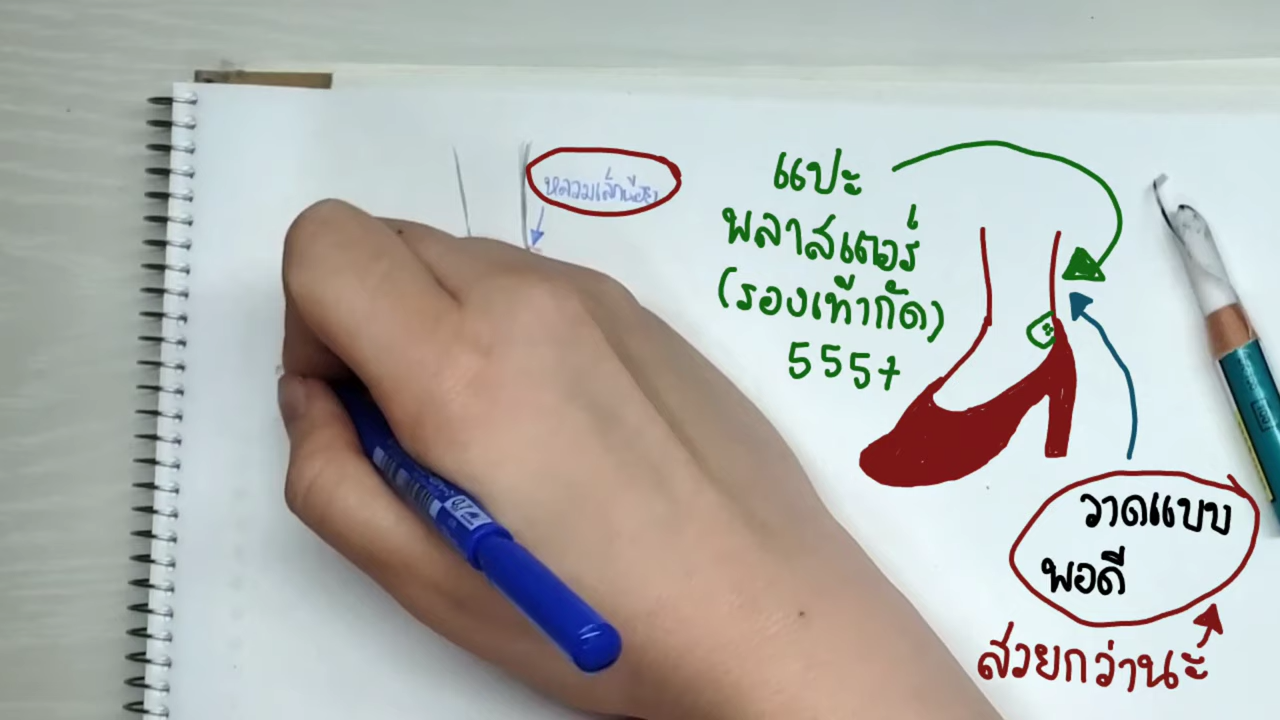 หลวมเล็กน้อย
แปะ
พลาสเตอร์
(รองเท้ากัด)
555+
วาดแบบ
พอดี
สวยกว่านะ